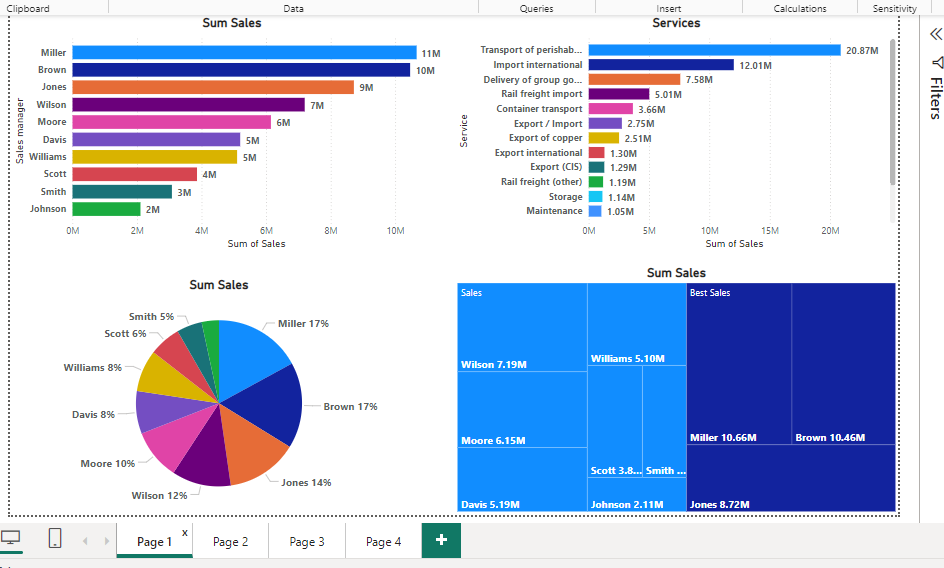 Clipboard Data Queries Insert Calculations Sensitivity
Sum Sales
Sales manager
Miller 11M
Brown 10M
Jones 9M
Wilson 7M
Moore 6M
Davis 5M
Williams 5M
Scott 4M
Smith 3M
Johnson 2M
0M 2M 4M 6M 8M 10M
Sum of Sales
Services
Service
Transport of perishab... 20.87M
Import international 12.01M
Delivery of group go... 7.58M
Rail freight import 5.01M
Container transport 3.66M
Export / Import 2.75M
Export of copper 2.51M
Export international 1.30M
Export (CIS) 1.29M
Rail freight (other) 1.19M
Storage 1.14M
Maintenance 1.05M
0M 5M 10M 15M 20M
Sum of Sales
Filters
Sum Sales
Miller 17%
Brown 17%
Jones 14%
Wilson 12%
Moore 10%
Davis 8%
Williams 8%
Scott 6%
Smith 5%
Sum Sales
Sales
Wilson 7.19M
Moore 6.15M
Davis 5.19M
Williams 5.10M
Scott 3.8...
Smith ...
Johnson 2.11M
Best Sales
Miller 10.66M
Brown 10.46M
Jones 8.72M
Page 1 x
Page 2
Page 3
Page 4
+